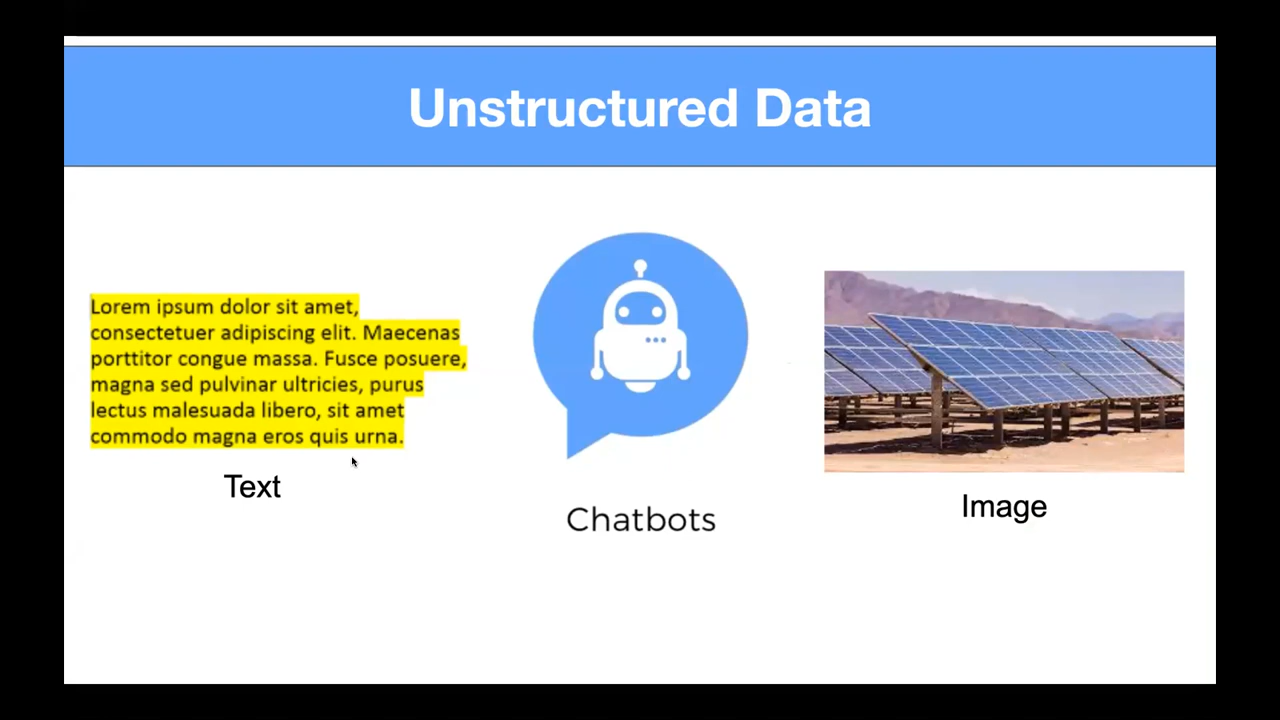 Unstructured Data
Lorem ipsum dolor sit amet,
consectetuer adipiscing elit. Maecenas
porttitor congue massa. Fusce posuere,
magna sed pulvinar ultricies, purus
lectus malesuada libero, sit amet
commodo magna eros quis urna.
Text
Chatbots
Image